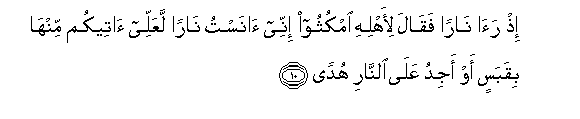 إِذْ رَءَا نَارًا فَقَالَ لِأَهْلِهِ ٱمْكُثُوٓا۟ إِنِّىٓ ءَانَسْتُ نَارًا لَّعَلِّىٓ ءَاتِيكُم مِّنْهَا
بِقَبَسٍ أَوْ أَجِدُ عَلَى ٱلنَّارِ هُدًى ١٠